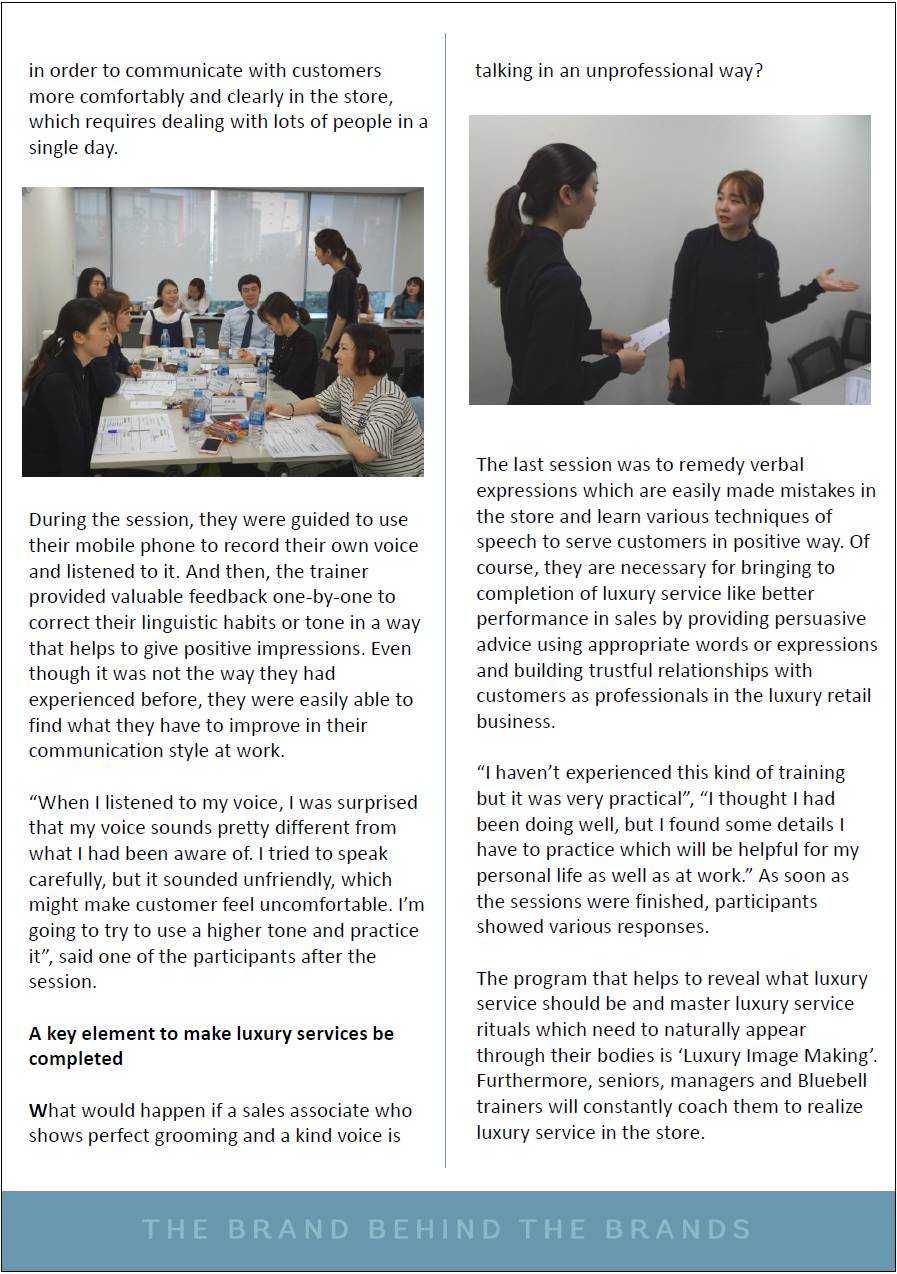 in order to communicate with customers
more comfortably and clearly in the store,
which requires dealing with lots of people in a
single day.
During the session, they were guided to use
their mobile phone to record their own voice
and listened to it. And then, the trainer
provided valuable feedback one-by-one to
correct their linguistic habits or tone in a way
that helps to give positive impressions. Even
though it was not the way they had
experienced before, they were easily able to
find what they have to improve in their
communication style at work.
“When I listened to my voice, I was surprised
that my voice sounds pretty different from
what I had been aware of. I tried to speak
carefully, but it sounded unfriendly, which
might make customer feel uncomfortable. I’m
going to try to use a higher tone and practice
it”, said one of the participants after the
session.
A key element to make luxury services be
completed
What would happen if a sales associate who
shows perfect grooming and a kind voice is
talking in an unprofessional way?
The last session was to remedy verbal
expressions which are easily made mistakes in
the store and learn various techniques of
speech to serve customers in positive way. Of
course, they are necessary for bringing to
completion of luxury service like better
performance in sales by providing persuasive
advice using appropriate words or expressions
and building trustful relationships with
customers as professionals in the luxury retail
business.
“I haven’t experienced this kind of training
but it was very practical”, “I thought I had
been doing well, but I found some details I
have to practice which will be helpful for my
personal life as well as at work.” As soon as
the sessions were finished, participants
showed various responses.
The program that helps to reveal what luxury
service should be and master luxury service
rituals which need to naturally appear
through their bodies is ‘Luxury Image Making’.
Furthermore, seniors, managers and Bluebell
trainers will constantly coach them to realize
luxury service in the store.
THE BRAND BEHIND THE BRANDS